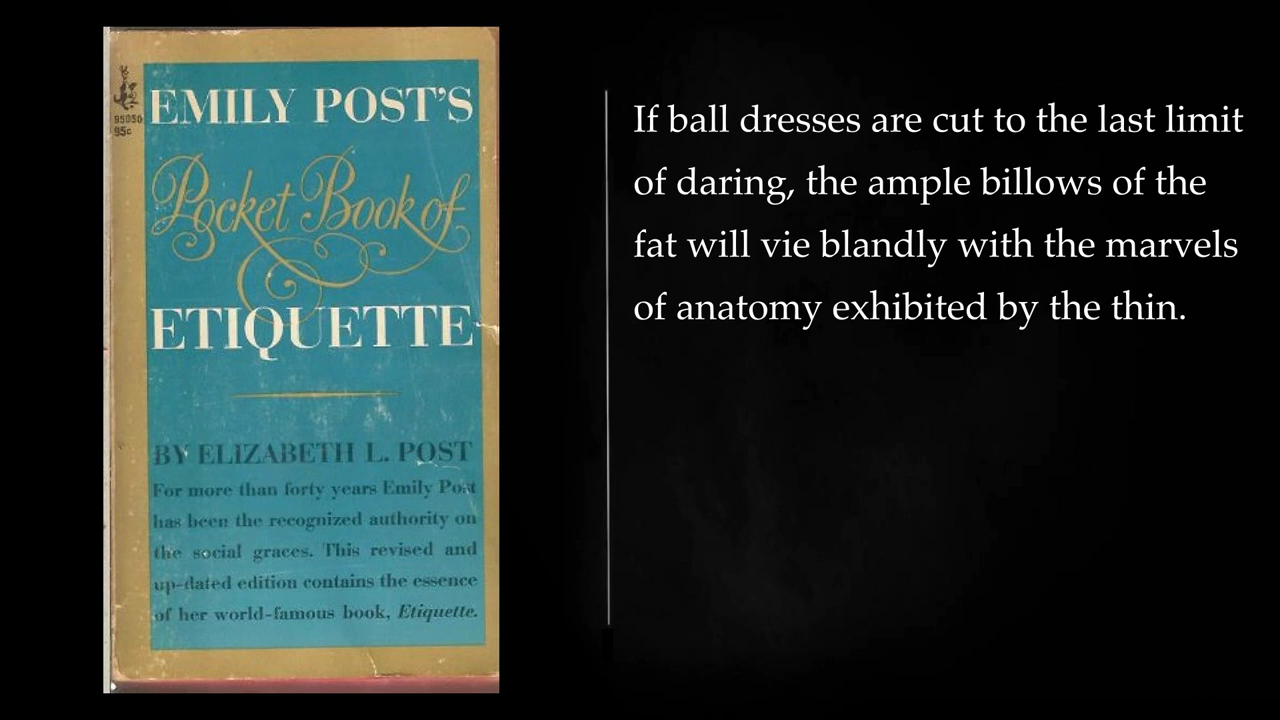 95050
95c
EMILY POST'S
Pocket Book of
ETIQUETTE
BY ELIZABETH L. POST
For more than forty years Emily Post
has been the recognized authority on
the social graces. This revised and
up-dated edition contains the essence
of her world-famous book, Etiquette.
If ball dresses are cut to the last limit
of daring, the ample billows of the
fat will vie blandly with the marvels
of anatomy exhibited by the thin.